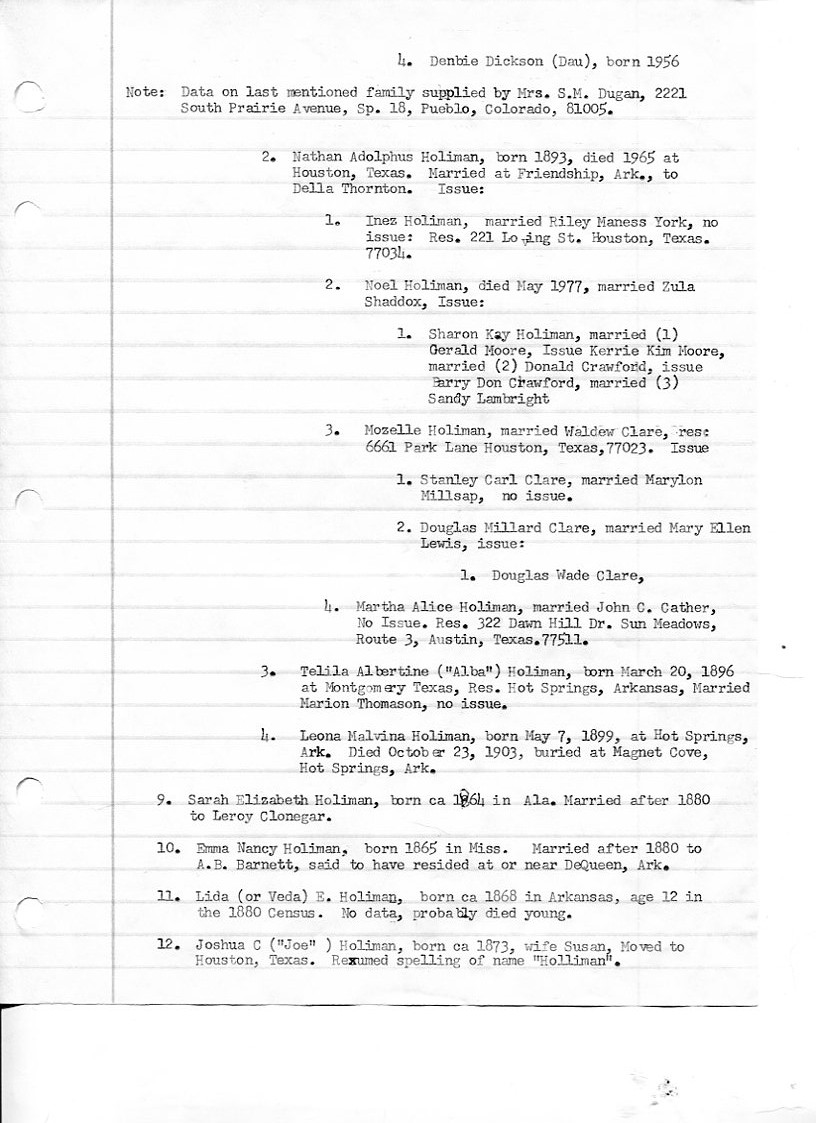 4. Denbie Dickson (Dau), born 1956
Note: Data on last mentioned family supplied by Mrs. S.M. Dugan, 2221
South Prairie Avenue, Sp. 18, Pueblo, Colorado, 81005.
2. Nathan Adolphus Holiman, born 1893, died 1965 at
Houston, Texas. Married at Friendship, Ark., to
Della Thornton. Issue:
1. Inez Holiman, married Riley Maness York, no
issue: Res. 221 St. Houston, Texas.
77034.
2. Noel Holiman, died May 1977, married Zula
Shaddox, Issue:
1. Sharon Kay Holiman, married (1)
Gerald Moore, Issue Kerrie Kim Moore,
married (2) Donald Crawford, issue
Barry Don Crawford, married (3)
Sandy Lambright
3. Mozelle Holiman, married Waldew Clare, res:
6661 Park Lane Houston, Texas,77023. Issue
1. Stanley Carl Clare, married Marylon
Millsap, no issue.
2. Douglas Millard Clare, married Mary Ellen
Lewis, issue:
1. Douglas Wade Clare,
4. Martha Alice Holiman, married John C. Cather,
No Issue. Res. 322 Dawn Hill Dr. Sun Meadows,
Route 3, Austin, Texas.77511.
3. Telila Albertine ("Alba") Holiman, born March 20, 1896
at Montgomery Texas, Res. Hot Springs, Arkansas, Married
Marion Thomason, no issue.
4. Leona Malvina Holiman, born May 7, 1899, at Hot Springs,
Ark. Died October 23, 1903, buried at Magnet Cove,
Hot Springs, Ark.
9. Sarah Elizabeth Holiman, born ca 1864 in Ala. Married after 1880
to Leroy Clonegar.
10. Emma Nancy Holiman, born 1865 in Miss. Married after 1880 to
A.B. Barnett, said to have resided at or near DeQueen, Ark.
11. Lida (or Veda) E. Holiman, born ca 1868 in Arkansas, age 12 in
the 1880 Census. No data, probably died young.
12. Joshua C ("Joe" ) Holiman, born ca 1873, wife Susan, Moved to
Houston, Texas. Resumed spelling of name "Holliman".